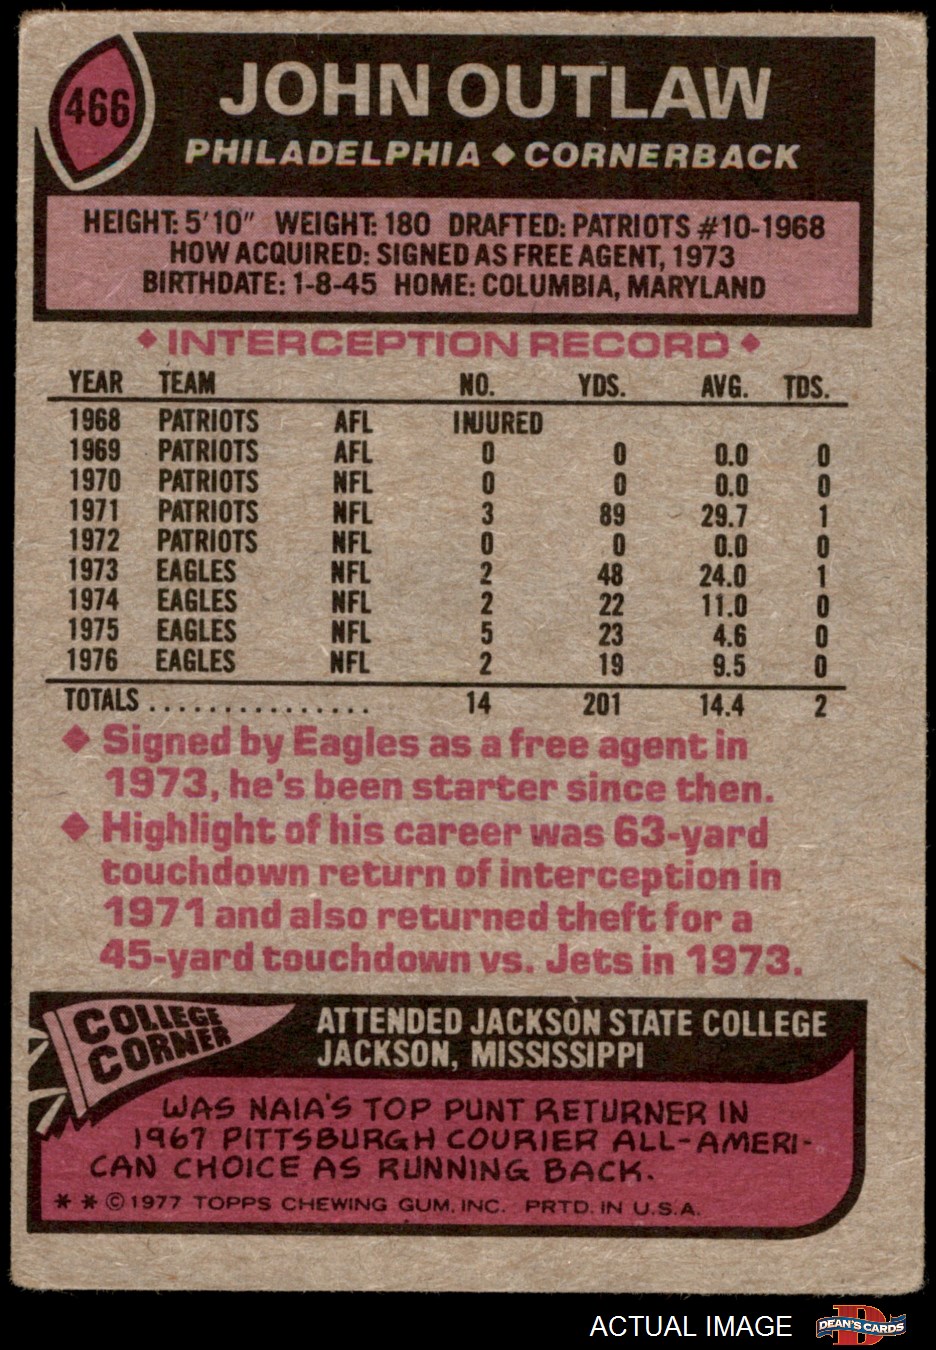 466
JOHN OUTLAW
PHILADELPHIA ◆ CORNERBACK
HEIGHT: 5'10" WEIGHT: 180 DRAFTED: PATRIOTS #10-1968
HOW ACQUIRED: SIGNED AS FREE AGENT, 1973
BIRTHDATE: 1-8-45 HOME: COLUMBIA, MARYLAND
◆ INTERCEPTION RECORD ◆
YEAR TEAM NO. YDS. AVG. TDS.
1968 PATRIOTS AFL INJURED
1969 PATRIOTS AFL 0 0 0.0 0
1970 PATRIOTS NFL 0 0 0.0 0
1971 PATRIOTS NFL 3 89 29.7 1
1972 PATRIOTS NFL 0 0 0.0 0
1973 EAGLES NFL 2 48 24.0 1
1974 EAGLES NFL 2 22 11.0 0
1975 EAGLES NFL 5 23 4.6 0
1976 EAGLES NFL 2 19 9.5 0
TOTALS ............... 14 201 14.4 2
◆ Signed by Eagles as a free agent in
1973, he's been starter since then.
◆ Highlight of his career was 63-yard
touchdown return of interception in
1971 and also returned theft for a
45-yard touchdown vs. Jets in 1973.
COLLEGE
CORNER
ATTENDED JACKSON STATE COLLEGE
JACKSON, MISSISSIPPI
WAS NAIA'S TOP PUNT RETURNER IN
1967 PITTSBURGH COURIER ALL-AMERI-
CAN CHOICE AS RUNNING BACK.
* * © 1977 TOPPS CHEWING GUM, INC. PRTD. IN U.S.A.
ACTUAL IMAGE
D
DEAN'S CARDS